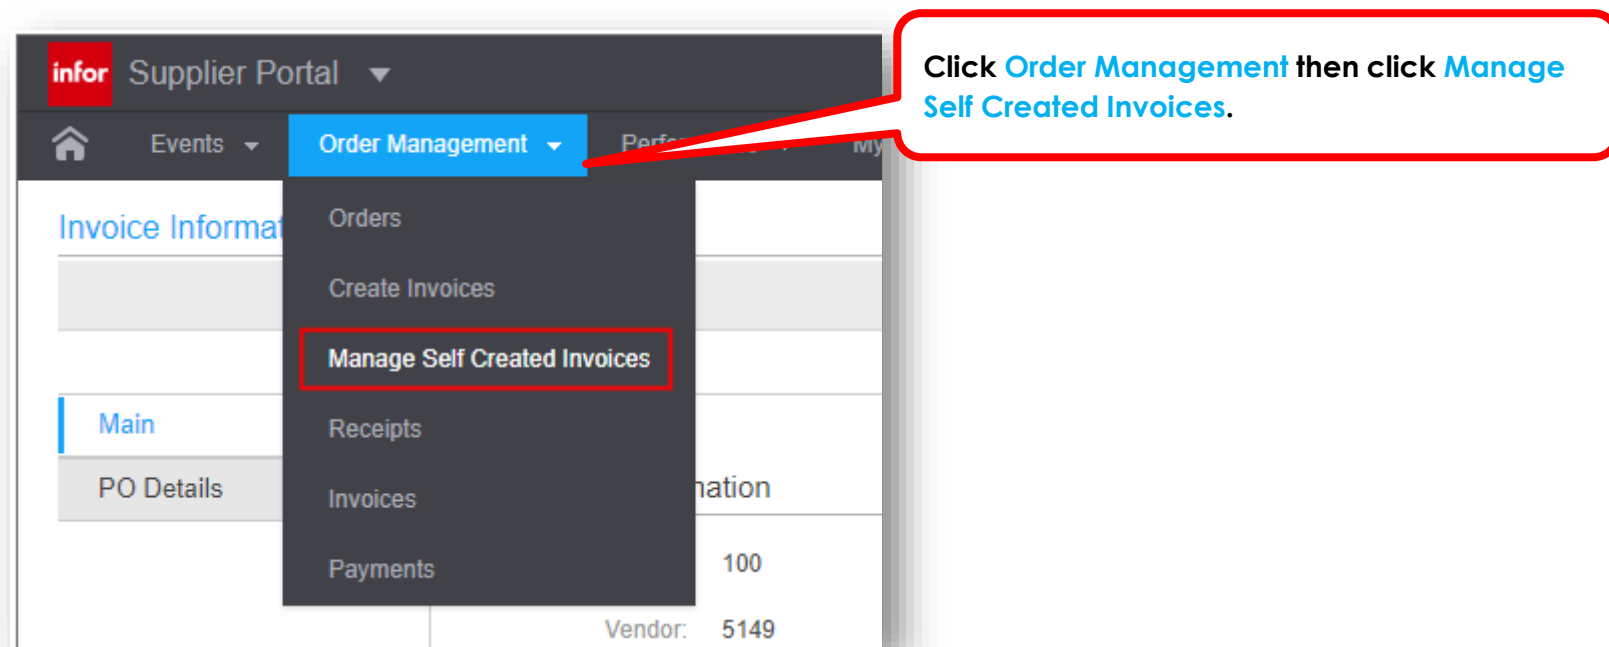 infor Supplier Portal
Click Order Management then click Manage
Self Created Invoices.
Events Order Management My
Invoice Informat
Orders
Create Invoices
Manage Self Created Invoices
Main
Receipts
PO Details
Invoices
nation
Payments
100
Vendor: 5149